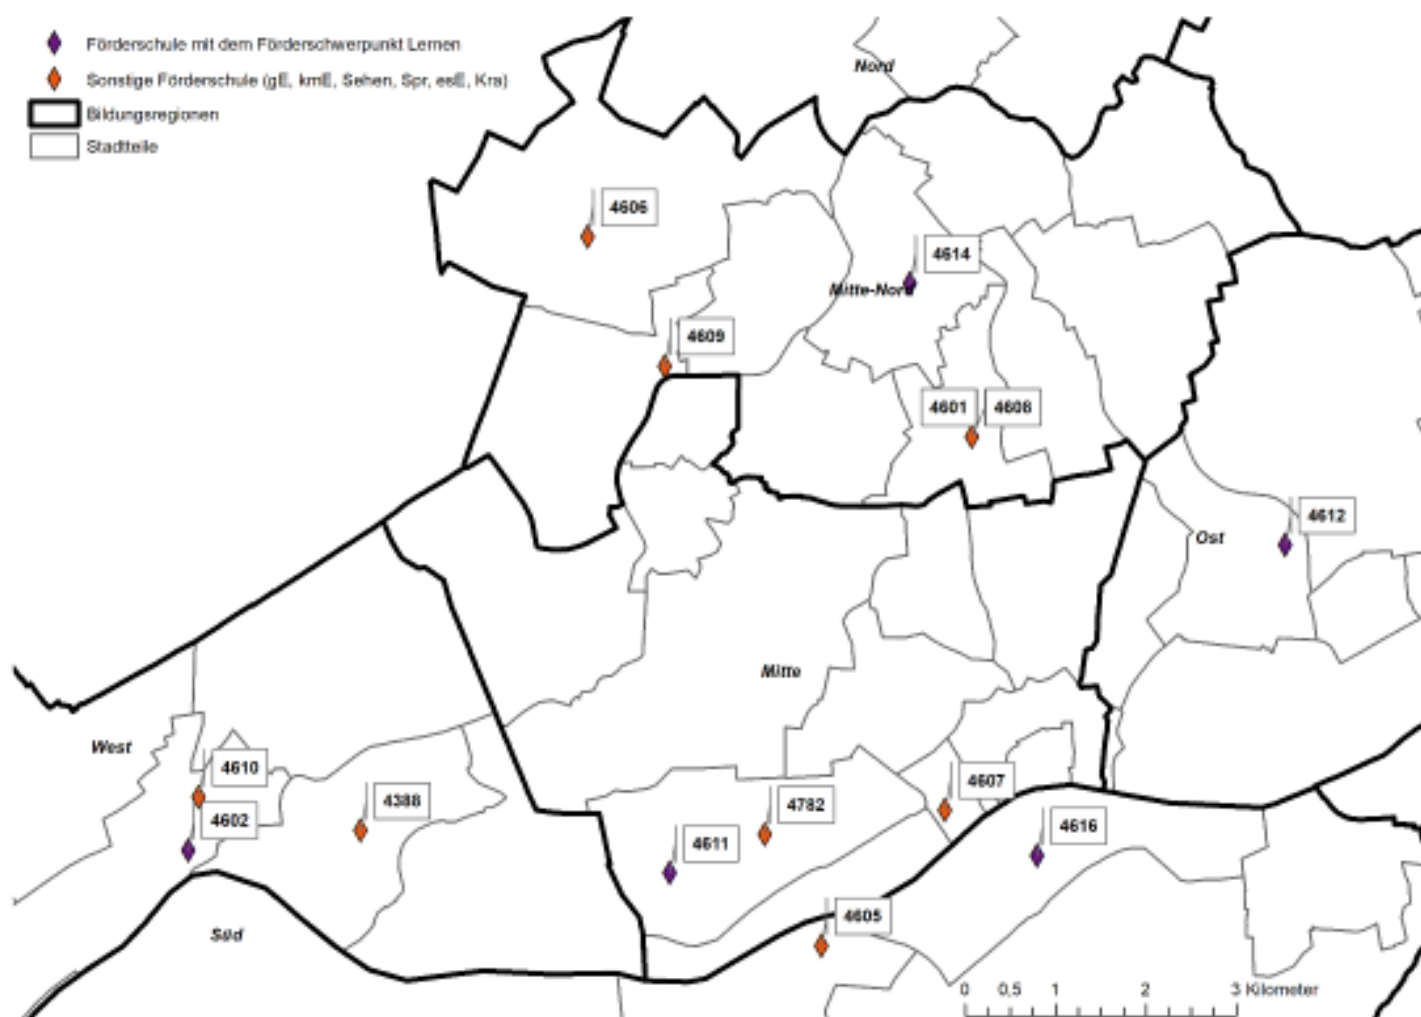 Förderschule mit dem Förderschwerpunkt Lernen
Sonstige Förderschule (gE, kmE, Sehen, Spr, esE, Kra)
Bildungsregionen
Stadtteile
Nord
4606
4614
Mitte-Nord
4609
4601
4608
4612
Ost
Mitte
West
4610
4602
4388
4782
4607
4611
4616
4605
Süd
0 0,5 1 2 3 Kilometer